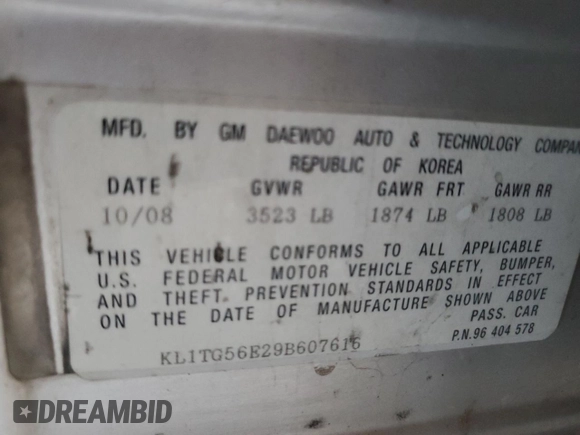 MFD. BY GM DAEWOO AUTO & TECHNOLOGY COMPAN
REPUBLIC OF KOREA
DATE GVWR GAWR FRT GAWR RR
10/08 3523 LB 1874 LB 1808 LB
THIS VEHICLE CONFORMS TO ALL APPLICABLE
U.S. FEDERAL MOTOR VEHICLE SAFETY, BUMPER,
AND THEFT PREVENTION STANDARDS IN EFFECT
ON THE DATE OF MANUFACTURE SHOWN ABOVE
PASS. CAR
P.N.96 404 578
KL1TG56E29B607616
DREAMBID